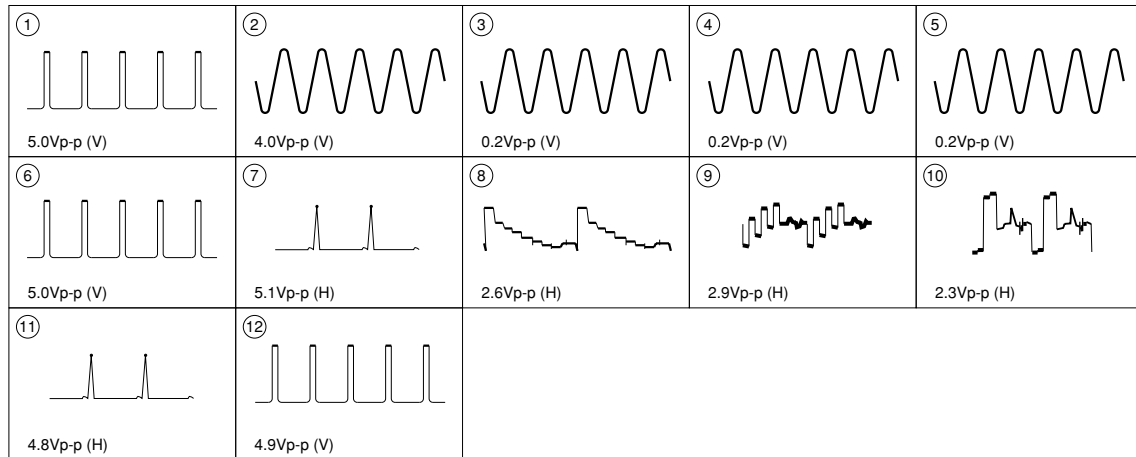 ① ② ③ ④ ⑤
5.0Vp-p (V) 4.0Vp-p (V) 0.2Vp-p (V) 0.2Vp-p (V) 0.2Vp-p (V)
⑥ ⑦ ⑧ ⑨ ⑩
5.0Vp-p (V) 5.1Vp-p (H) 2.6Vp-p (H) 2.9Vp-p (H) 2.3Vp-p (H)
⑪ ⑫
4.8Vp-p (H) 4.9Vp-p (V)